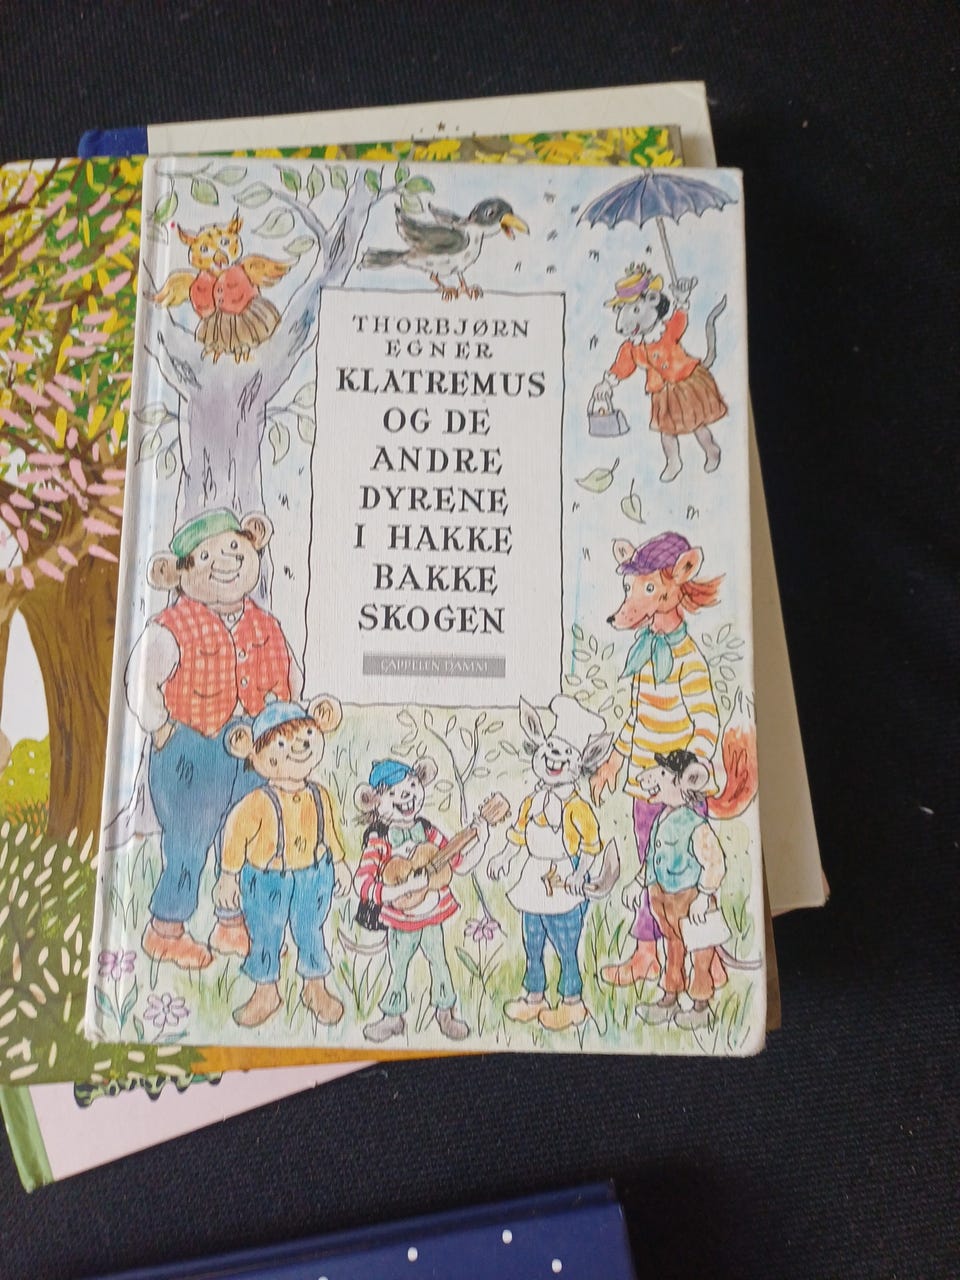 THORBJØRN
EGNER
KLATREMUS
OG DE
ANDRE
DYRENE
I HAKKE
BAKKE
SKOGEN
CAPPELEN DAMM